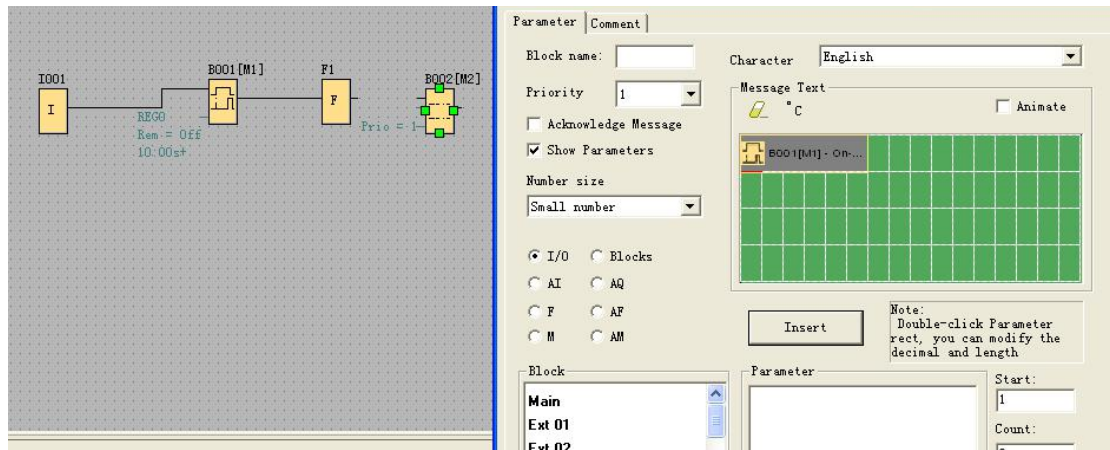 I001
B001[M1]
F1
B002[M2]
I
F
REG0
Rem = Off
10:00s+
Prio = 1
Parameter
Comment
Block name:
Character
English
Priority
1
Message Text
°C
Animate
Acknowledge Message
Show Parameters
B001[M1] - On-...
Number size
Small number
I/O
Blocks
AI
AQ
F
AF
M
AM
Insert
Note:
Double-click Parameter
rect, you can modify the
decimal and length
Block
Main
Ext 01
Ext 02
Parameter
Start:
1
Count: